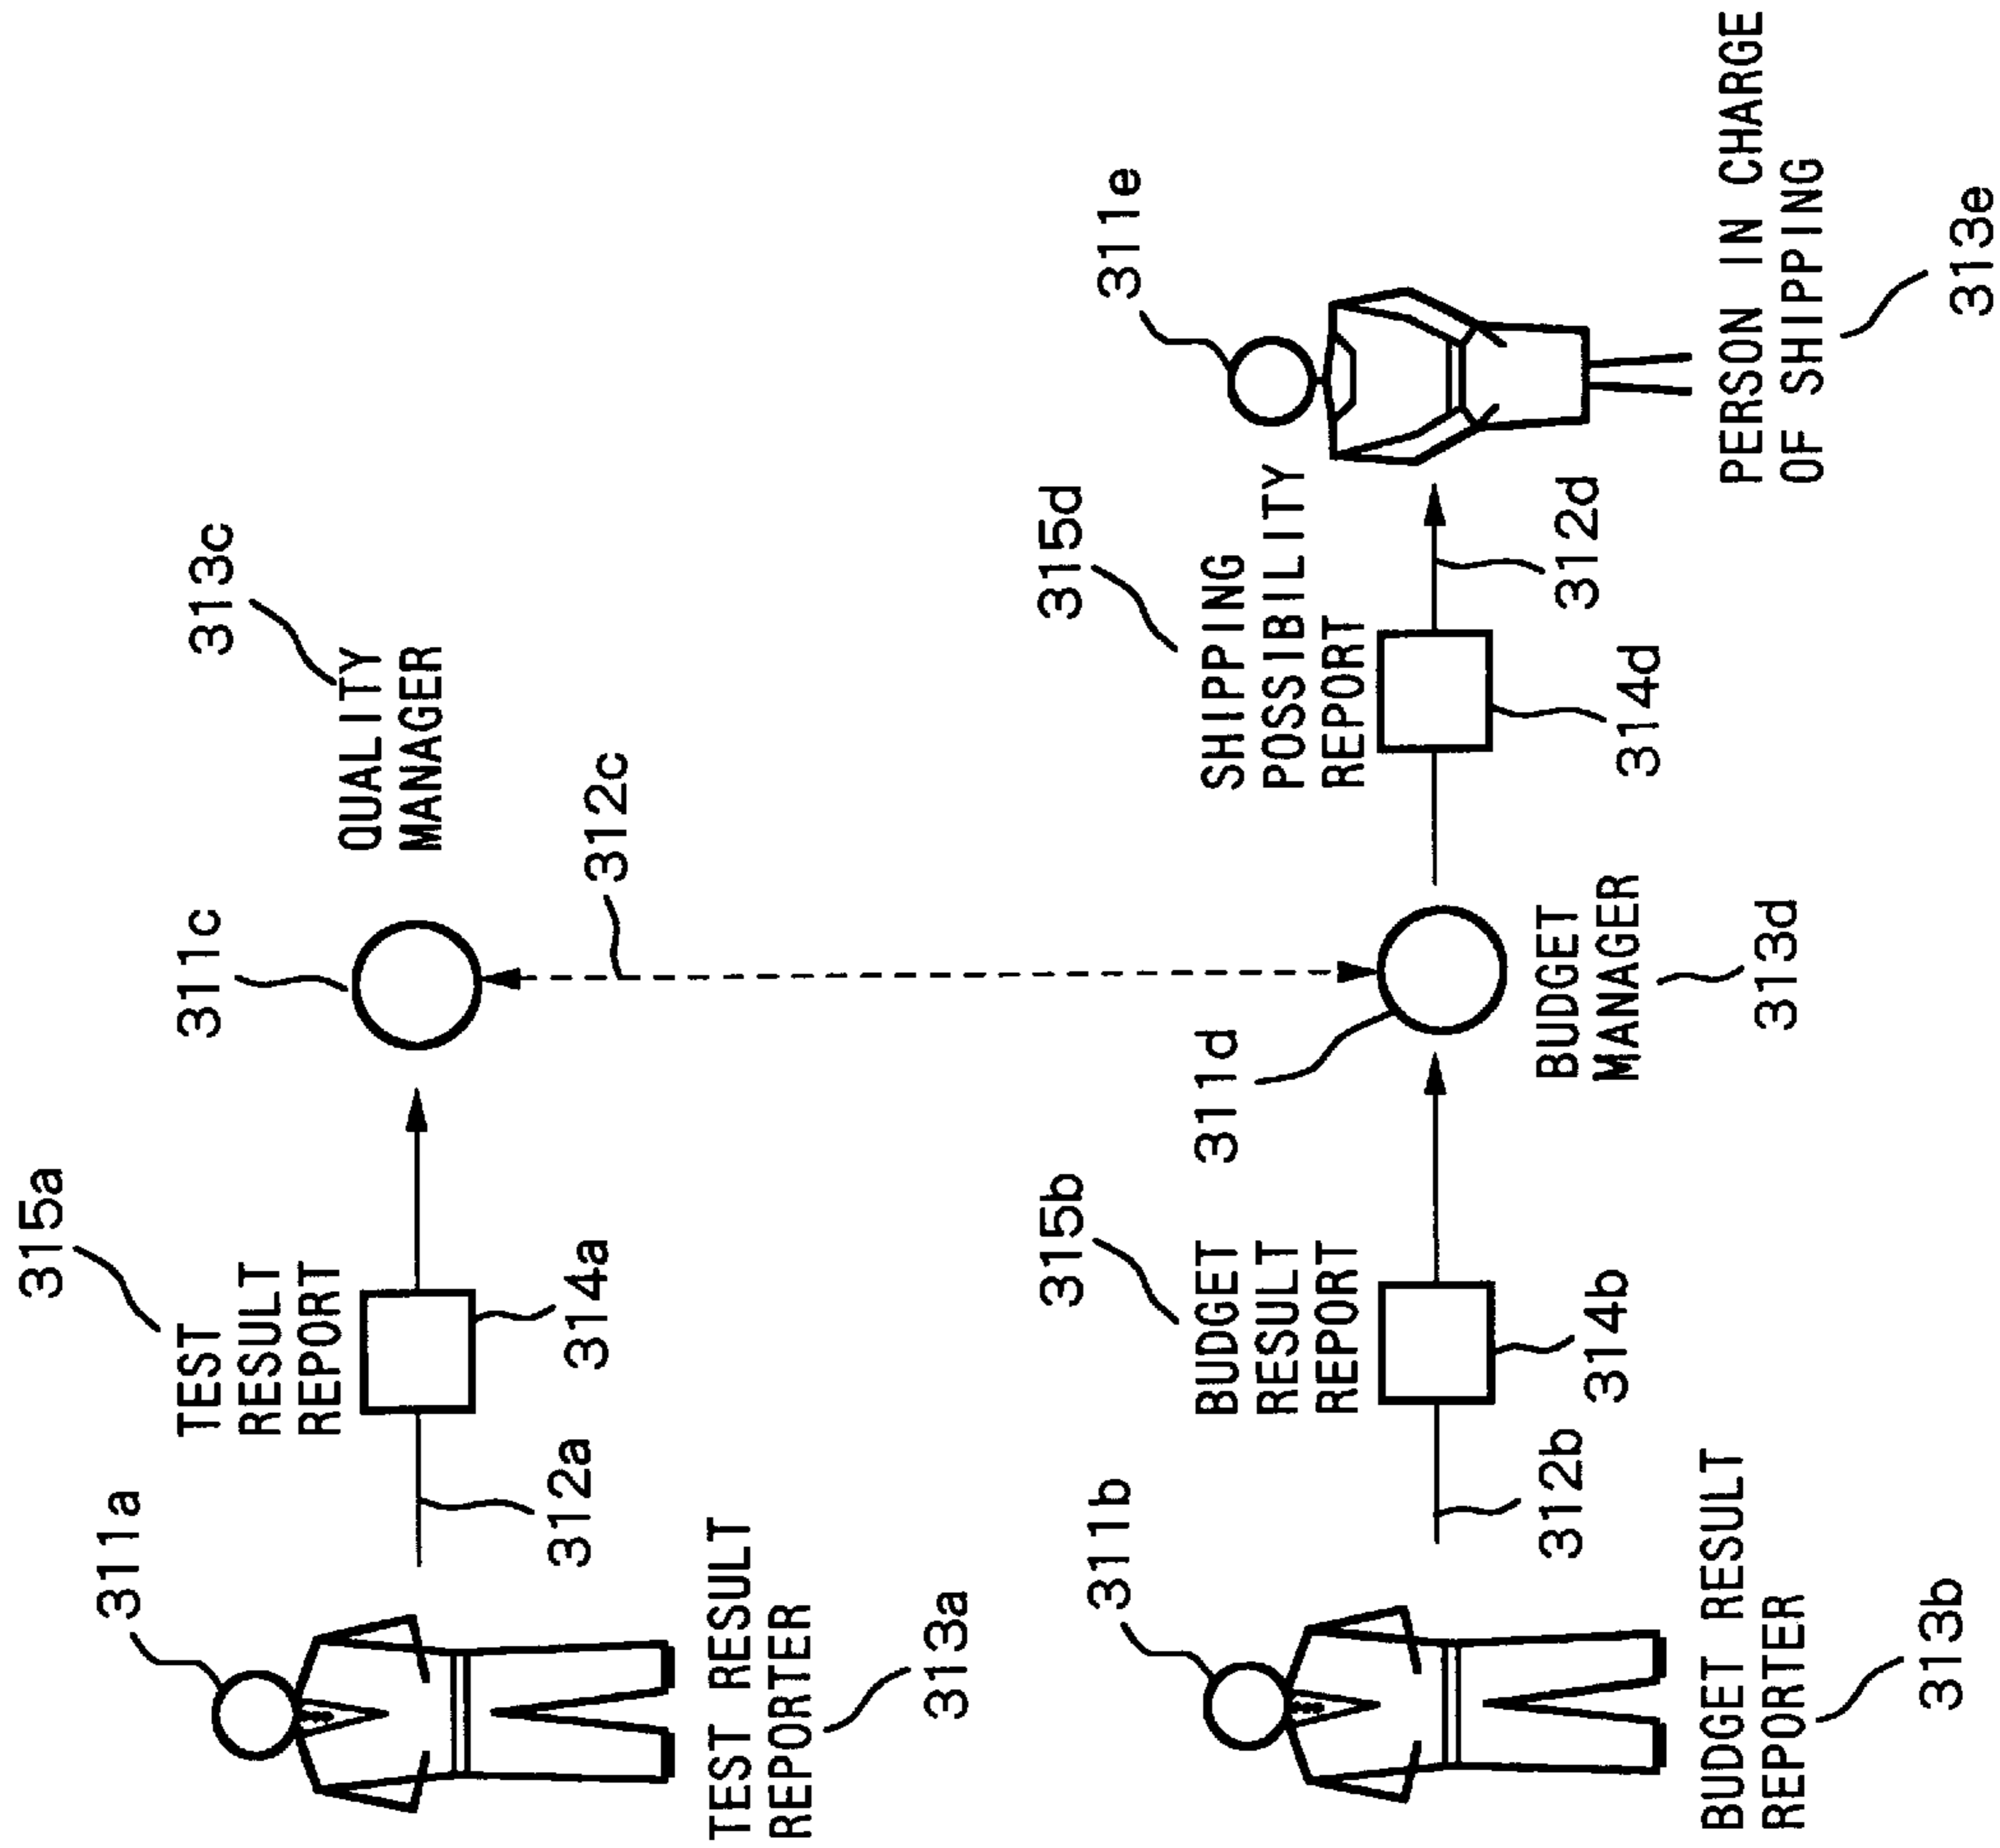 311a
315a
TEST
RESULT
REPORT
312a
314a
TEST RESULT
REPORTER
313a
311c
313c
QUALITY
MANAGER
312c
311b
315b
BUDGET
RESULT
REPORT
312b
314b
BUDGET RESULT
REPORTER
313b
311d
BUDGET
MANAGER
313d
315d
SHIPPING
POSSIBILITY
REPORT
312d
314d
311e
PERSON IN CHARGE
OF SHIPPING
313e